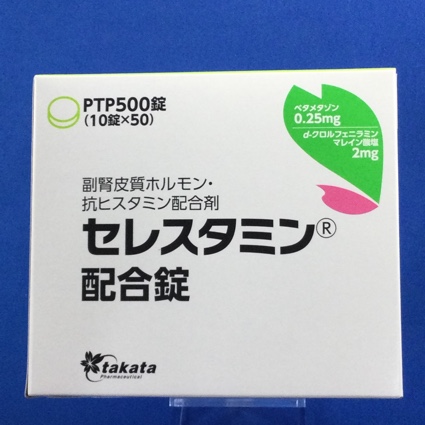 PTP500錠
(10錠×50)
ベタメタゾン
0.25mg
d-クロルフェニラミン
マレイン酸塩
2mg
副腎皮質ホルモン・
抗ヒスタミン配合剤
セレスタミン®
配合錠
takata
Pharmaceutical